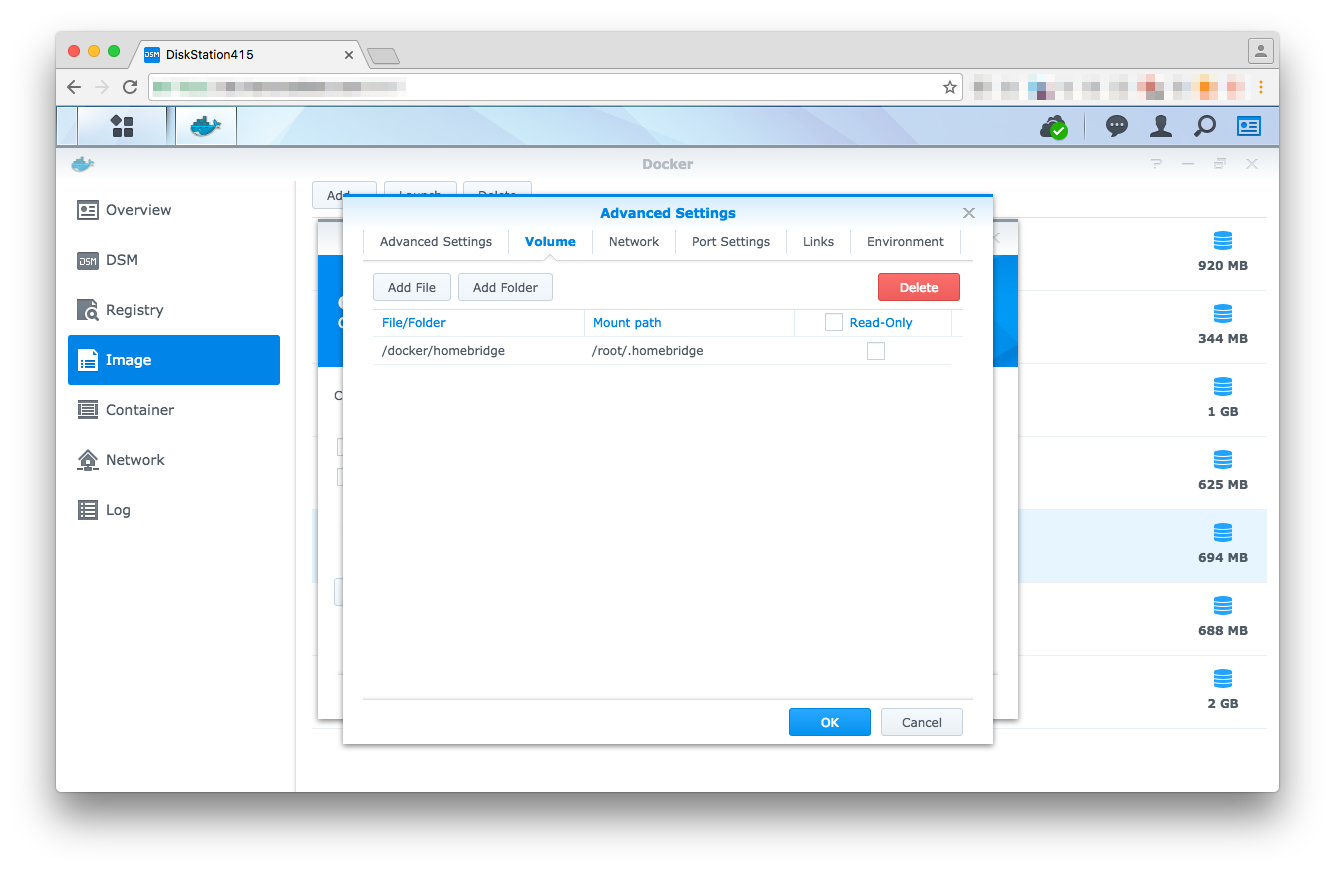 DSM DiskStation415
Docker
Overview
DSM DSM
Registry
Image
Container
Network
Log
Add
Launch
Delete
Advanced Settings
Advanced Settings Volume Network Port Settings Links Environment
Add File Add Folder Delete
File/Folder Mount path Read-Only
/docker/homebridge /root/.homebridge
OK Cancel
920 MB
344 MB
1 GB
625 MB
694 MB
688 MB
2 GB